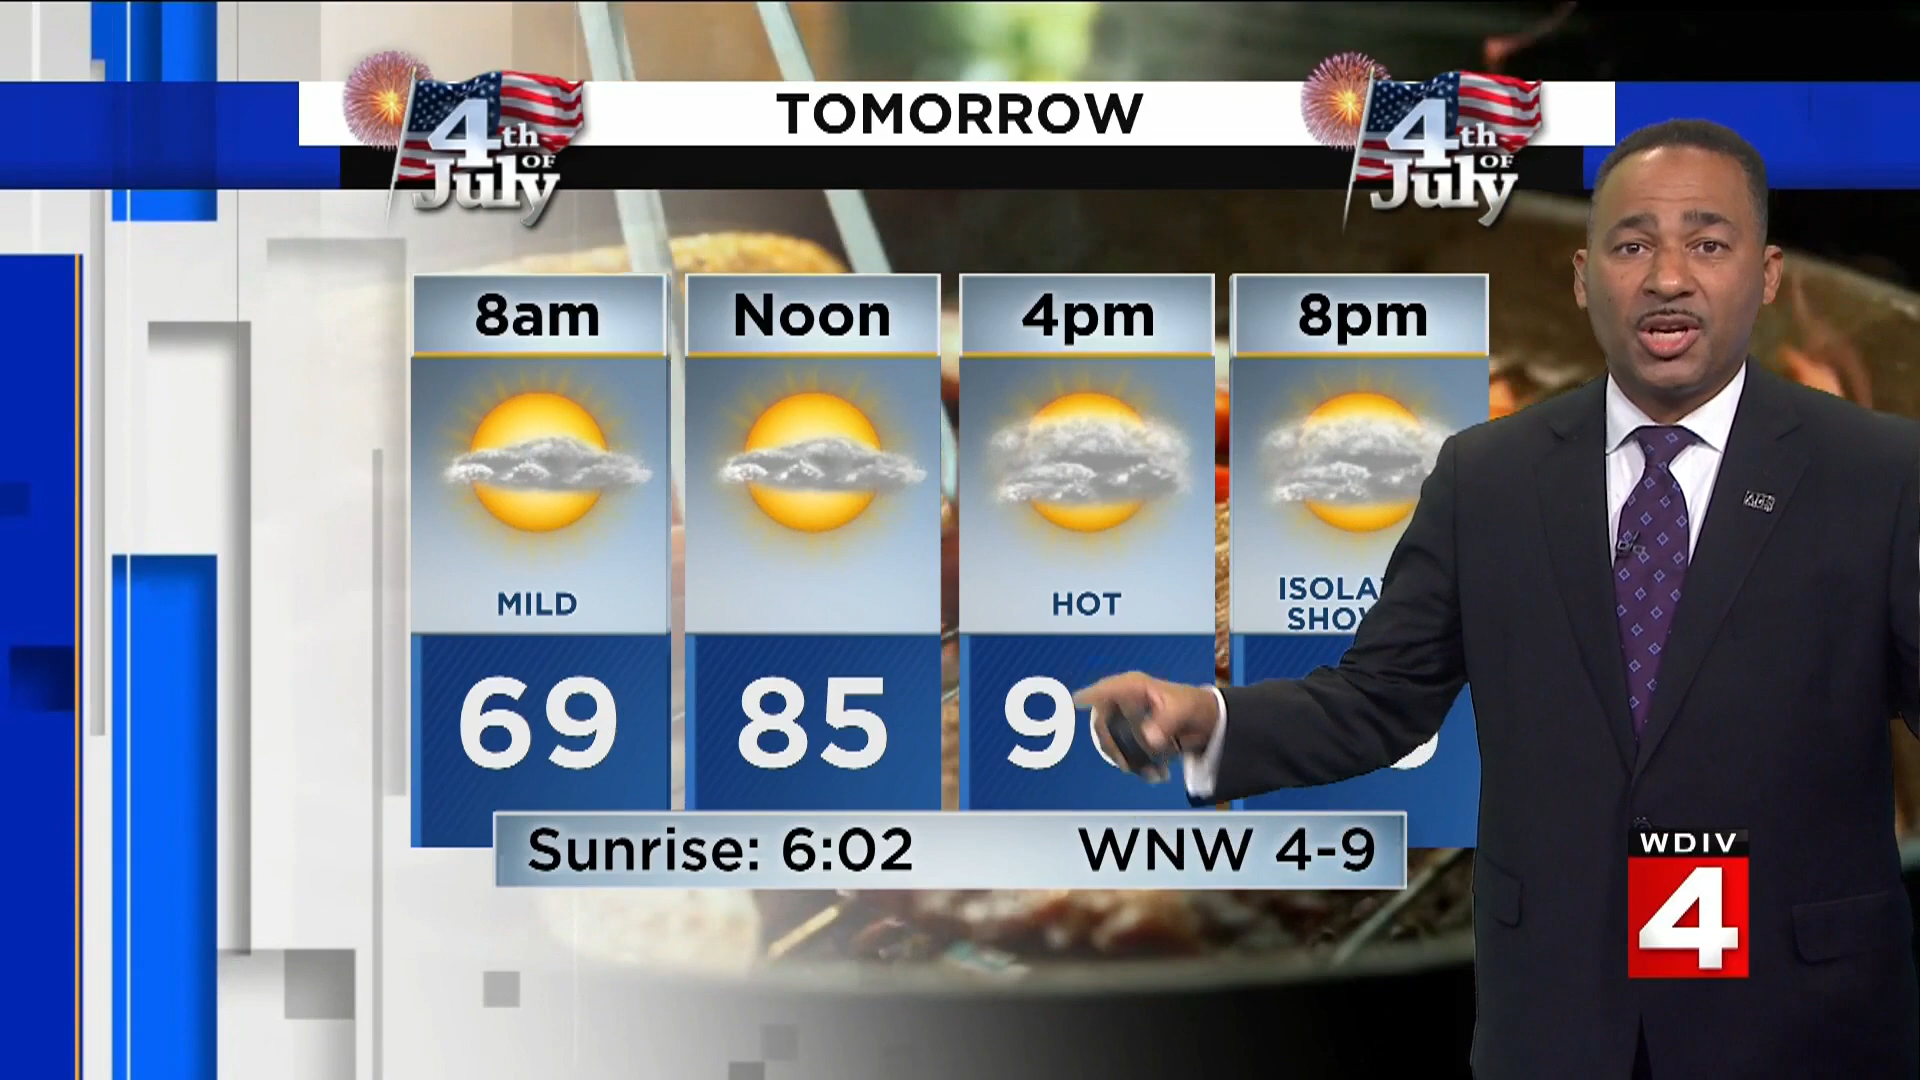 4th OF July
TOMORROW
4th OF July
8am
Noon
4pm
8pm
MILD
HOT
69
85
Sunrise: 6:02
WNW 4-9
WDIV
4